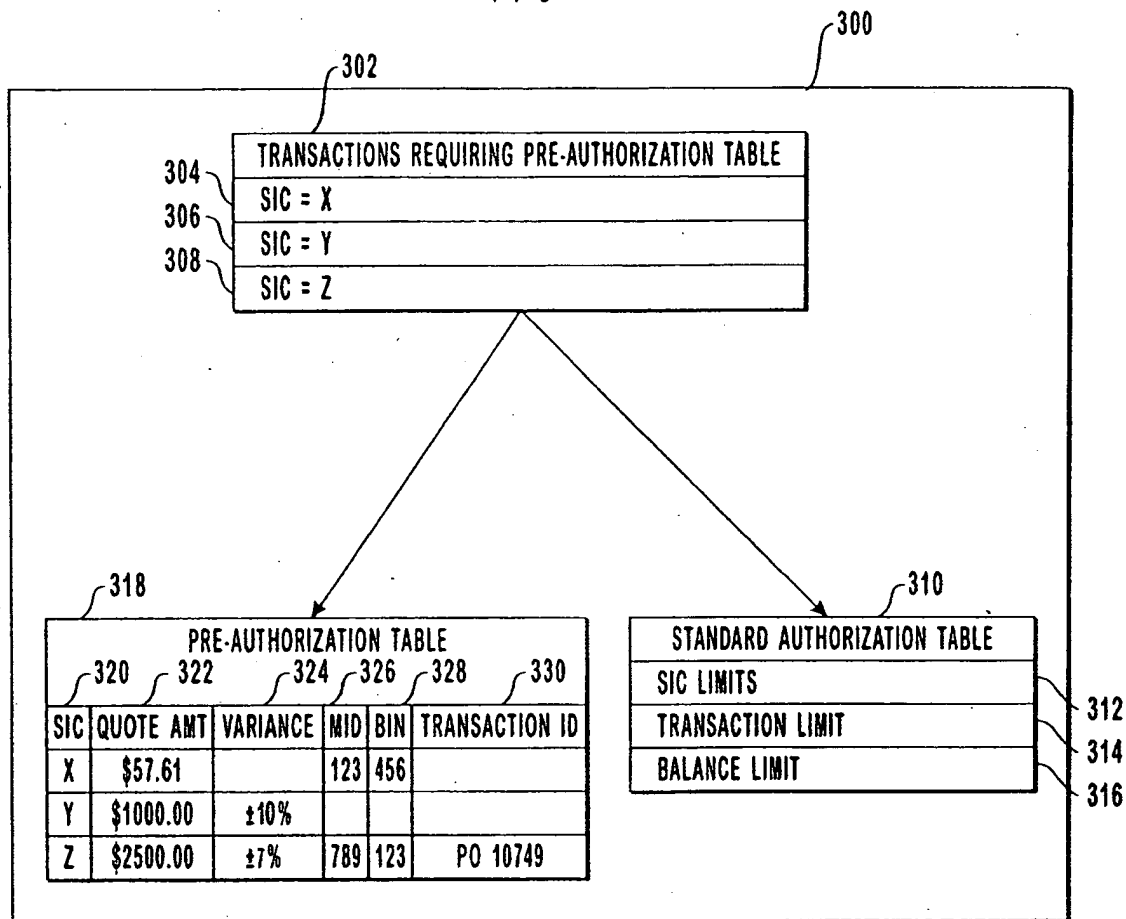 300
302
TRANSACTIONS REQUIRING PRE-AUTHORIZATION TABLE
304
SIC = X
306
SIC = Y
308
SIC = Z
318
PRE-AUTHORIZATION TABLE
320 322 324 326 328 330
SIC QUOTE AMT VARIANCE MID BIN TRANSACTION ID
X $57.61 123 456
Y $1000.00 ±10%
Z $2500.00 ±7% 789 123 PO 10749
310
STANDARD AUTHORIZATION TABLE
SIC LIMITS
312
TRANSACTION LIMIT
314
BALANCE LIMIT
316